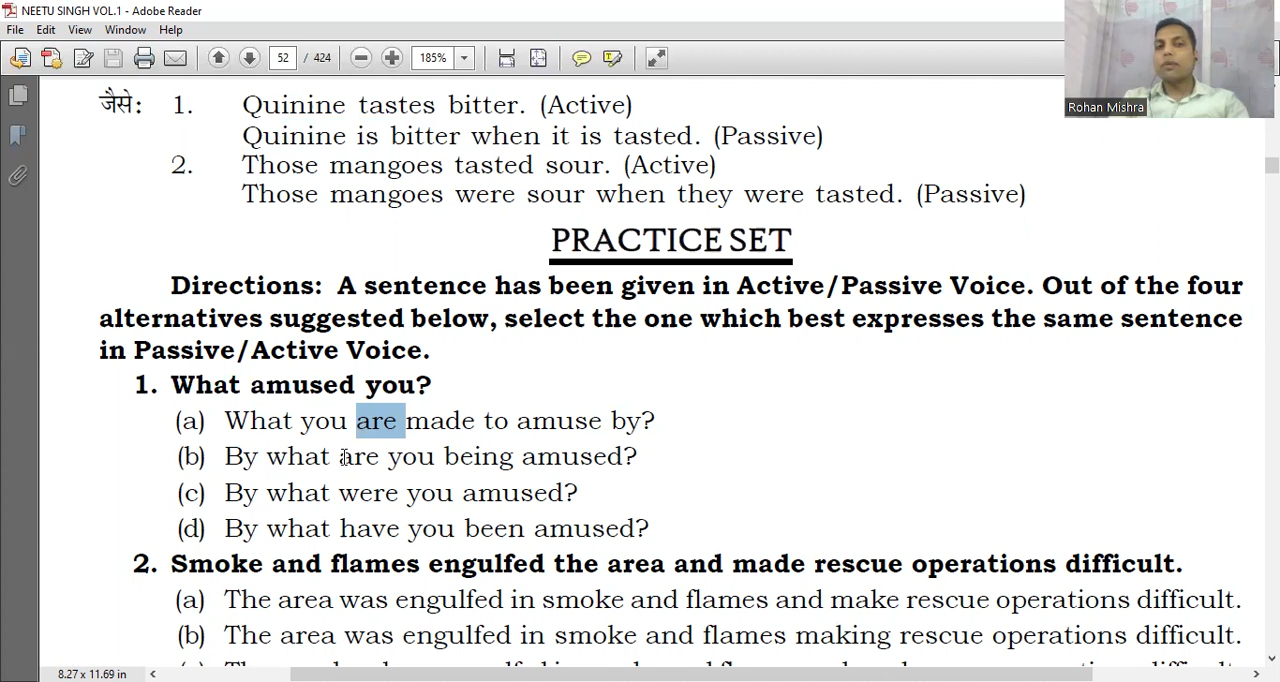 NEETU SINGH VOL.1 - Adobe Reader
File Edit View Window Help
52 / 424 185%
Rohan Mishra
जैसे: 1. Quinine tastes bitter. (Active)
Quinine is bitter when it is tasted. (Passive)
2. Those mangoes tasted sour. (Active)
Those mangoes were sour when they were tasted. (Passive)
PRACTICE SET
Directions: A sentence has been given in Active/Passive Voice. Out of the four
alternatives suggested below, select the one which best expresses the same sentence
in Passive/Active Voice.
1. What amused you?
(a) What you are made to amuse by?
(b) By what are you being amused?
(c) By what were you amused?
(d) By what have you been amused?
2. Smoke and flames engulfed the area and made rescue operations difficult.
(a) The area was engulfed in smoke and flames and make rescue operations difficult.
(b) The area was engulfed in smoke and flames making rescue operations difficult.
8.27 x 11.69 in